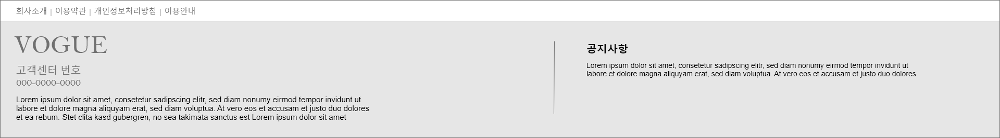 회사소개 | 이용약관 | 개인정보처리방침 | 이용안내
VOGUE
고객센터 번호
000-0000-0000
Lorem ipsum dolor sit amet, consetetur sadipscing elitr, sed diam nonumy eirmod tempor invidunt ut
labore et dolore magna aliquyam erat, sed diam voluptua. At vero eos et accusam et justo duo dolores
et ea rebum. Stet clita kasd gubergren, no sea takimata sanctus est Lorem ipsum dolor sit amet
공지사항
Lorem ipsum dolor sit amet, consetetur sadipscing elitr, sed diam nonumy eirmod tempor invidunt ut
labore et dolore magna aliquyam erat, sed diam voluptua. At vero eos et accusam et justo duo dolores